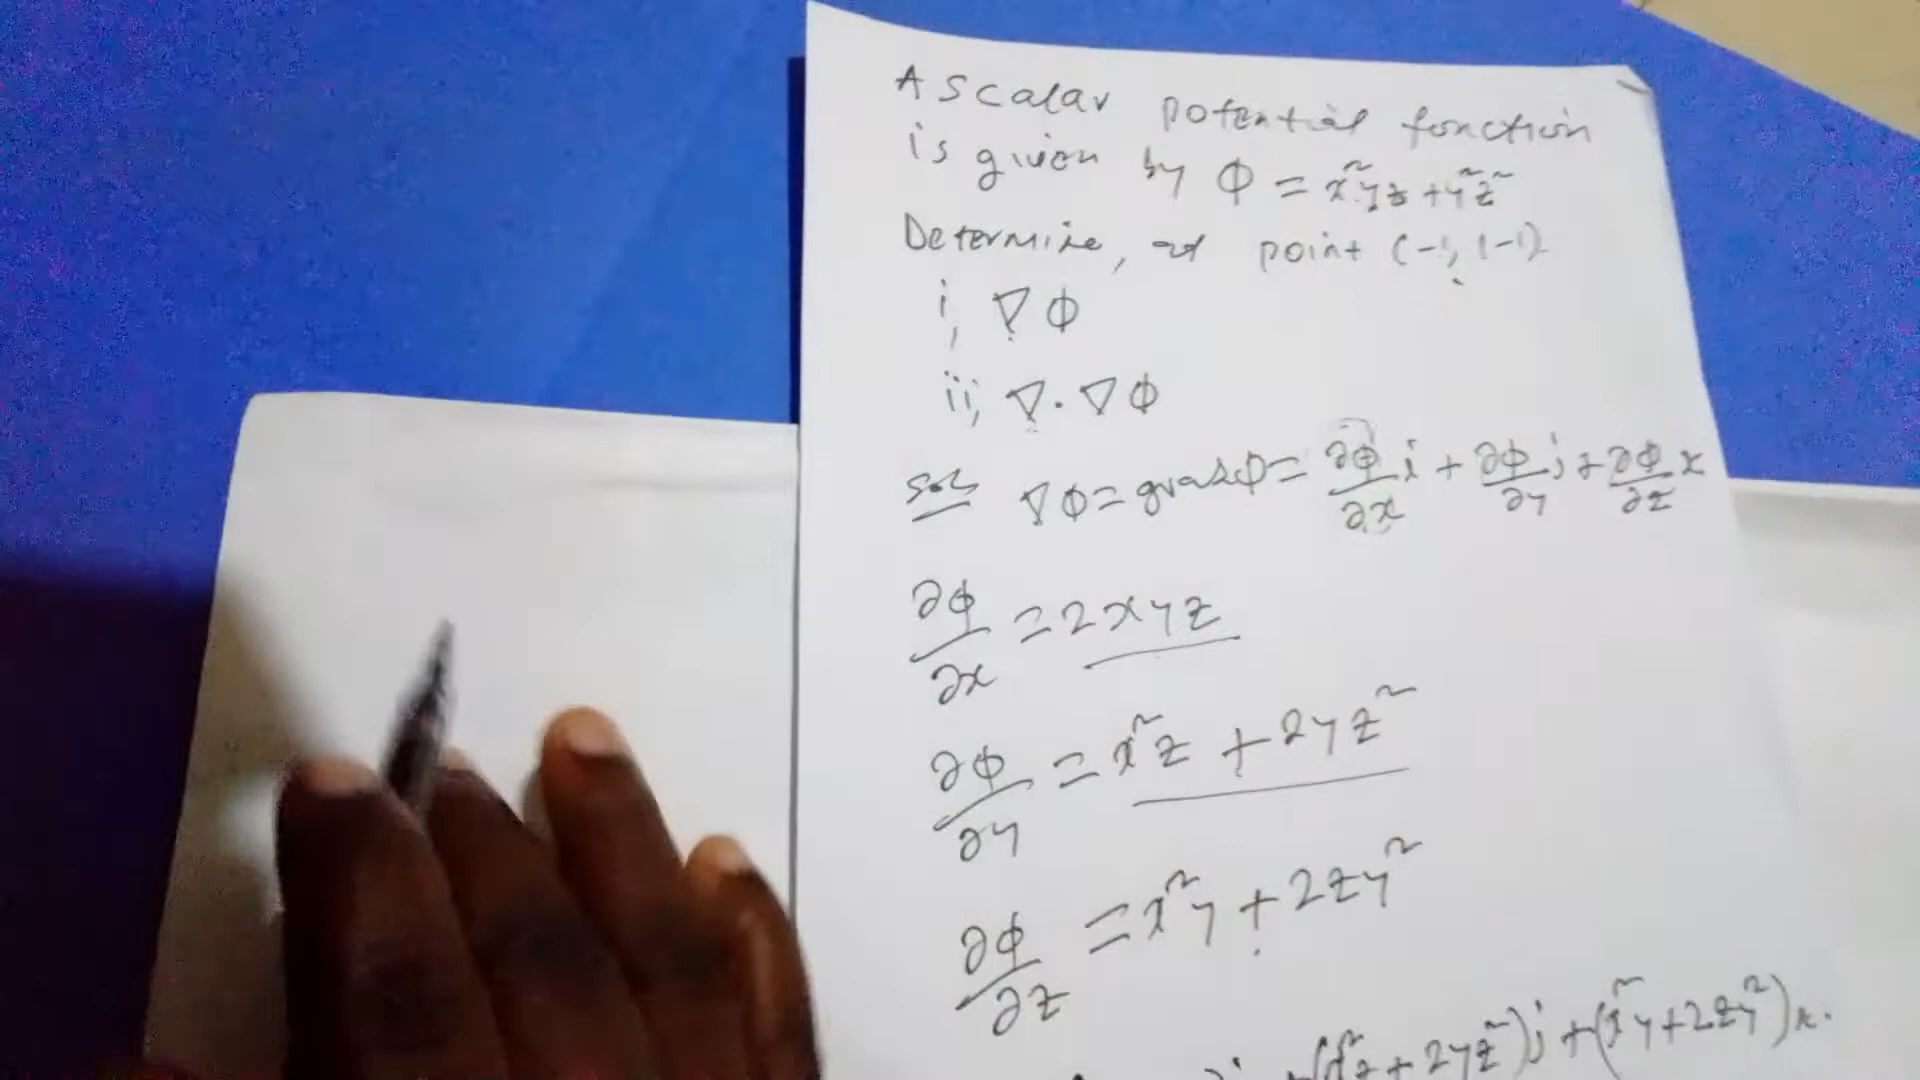 A Scalar potential function
is given by Φ = x²yz + y²z²
Determine, at point (-1, 1 -1)
i, ∇Φ
ii, ∇·∇Φ
Sol ∇Φ = gradΦ = ∂Φ/∂x i + ∂Φ/∂y j + ∂Φ/∂z k
∂Φ/∂x = 2xyz
∂Φ/∂y = x²z + 2yz²
∂Φ/∂z = x²y + 2zy²
)i + (x²z + 2yz²)j + (x²y + 2zy²)k.